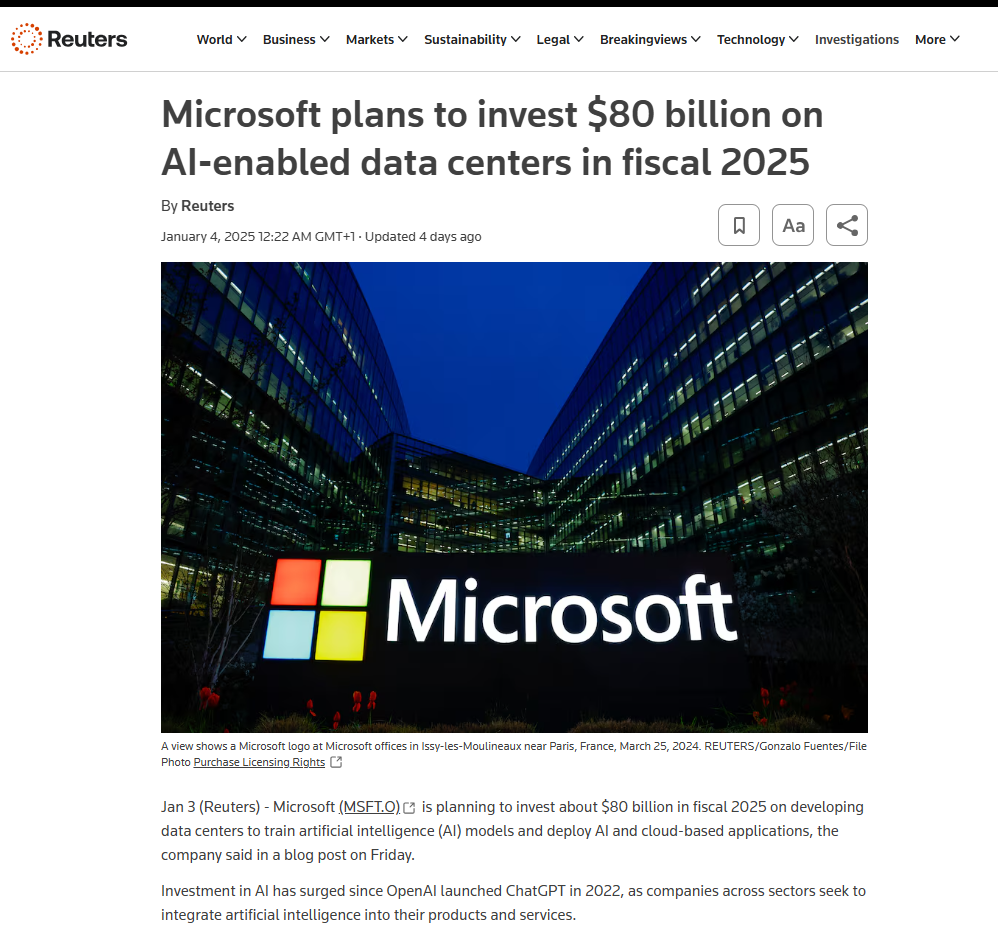 Reuters
World
Business
Markets
Sustainability
Legal
Breakingviews
Technology
Investigations
More
Microsoft plans to invest $80 billion on
AI-enabled data centers in fiscal 2025
By Reuters
January 4, 2025 12:22 AM GMT+1 · Updated 4 days ago
Aa
Microsoft
A view shows a Microsoft logo at Microsoft offices in Issy-les-Moulineaux near Paris, France, March 25, 2024. REUTERS/Gonzalo Fuentes/File
Photo Purchase Licensing Rights
Jan 3 (Reuters) - Microsoft (MSFT.O) is planning to invest about $80 billion in fiscal 2025 on developing
data centers to train artificial intelligence (AI) models and deploy AI and cloud-based applications, the
company said in a blog post on Friday.
Investment in AI has surged since OpenAI launched ChatGPT in 2022, as companies across sectors seek to
integrate artificial intelligence into their products and services.